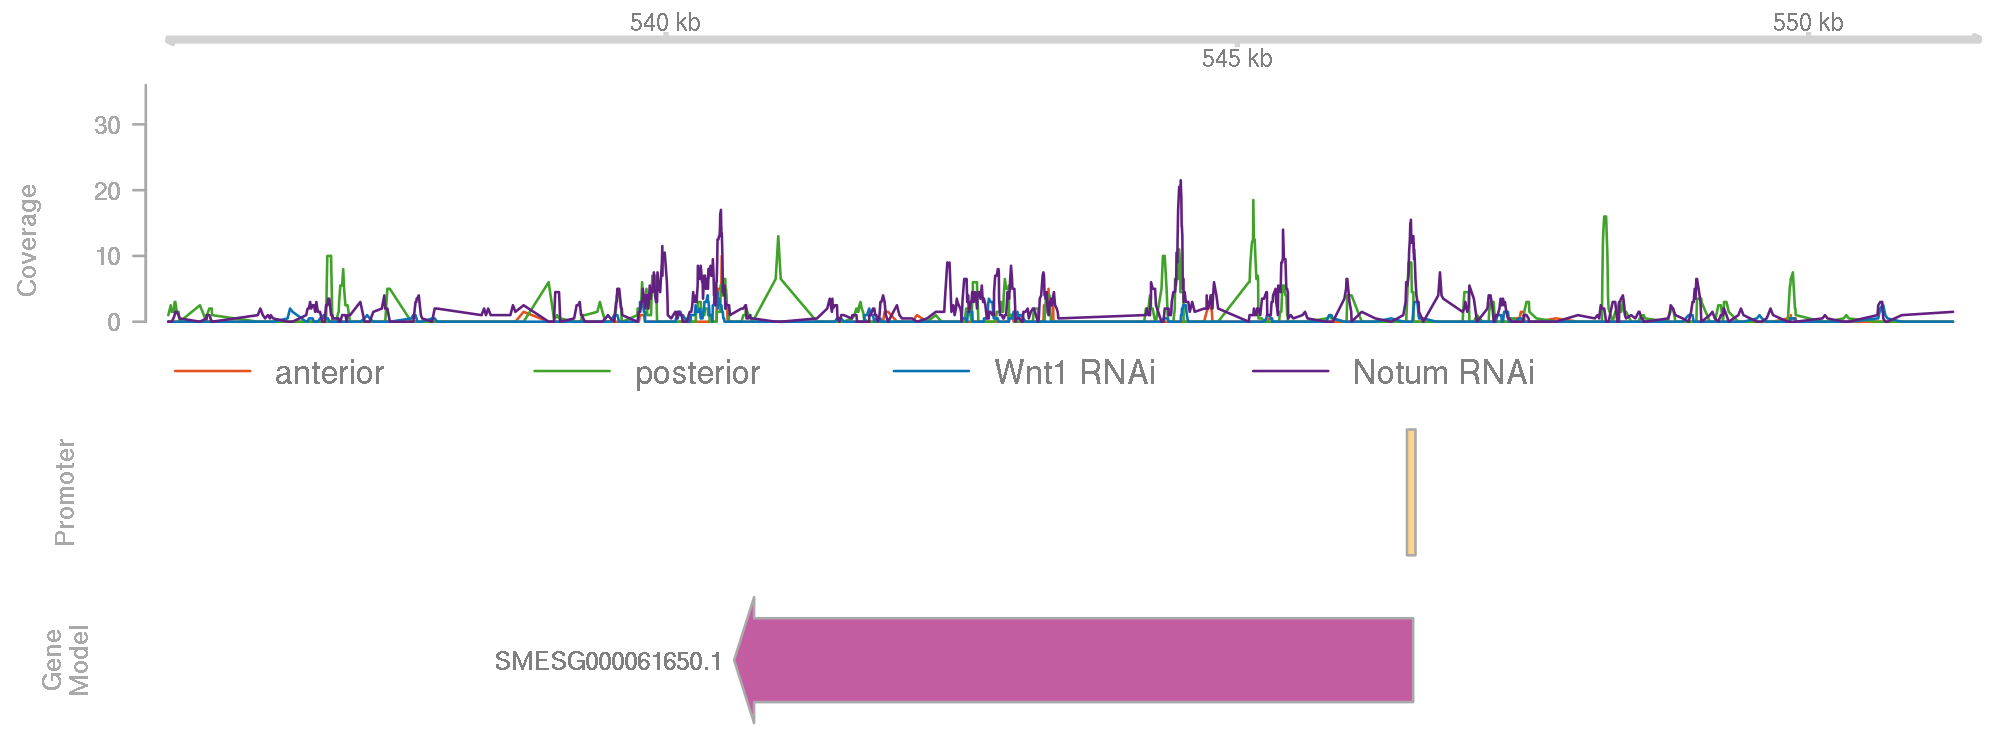 540 kb
550 kb
545 kb
Coverage
30
20
10
0
anterior posterior Wnt1 RNAi Notum RNAi
Promoter
Gene
Model
SMESG000061650.1